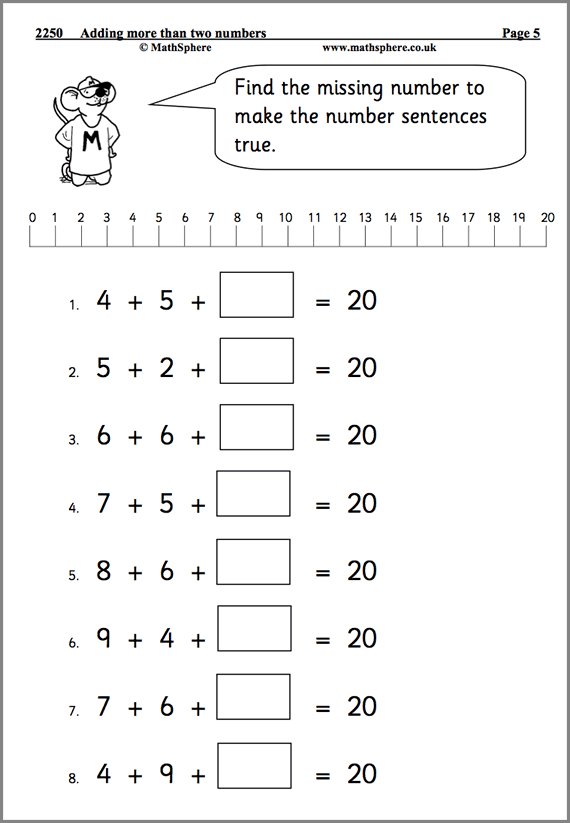 2250 Adding more than two numbers Page 5
© MathSphere www.mathsphere.co.uk
Find the missing number to
make the number sentences
true.
M
0 1 2 3 4 5 6 7 8 9 10 11 12 13 14 15 16 17 18 19 20
1. 4 + 5 + = 20
2. 5 + 2 + = 20
3. 6 + 6 + = 20
4. 7 + 5 + = 20
5. 8 + 6 + = 20
6. 9 + 4 + = 20
7. 7 + 6 + = 20
8. 4 + 9 + = 20